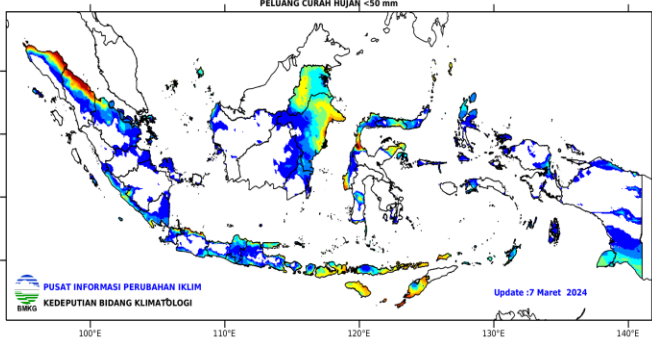 PELUANG CURAH HUJAN <50 mm
PUSAT INFORMASI PERUBAHAN IKLIM
KEDEPUTIAN BIDANG KLIMATOLOGI
BMKG
Update :7 Maret 2024
100°E 110°E 120°E 130°E 140°E